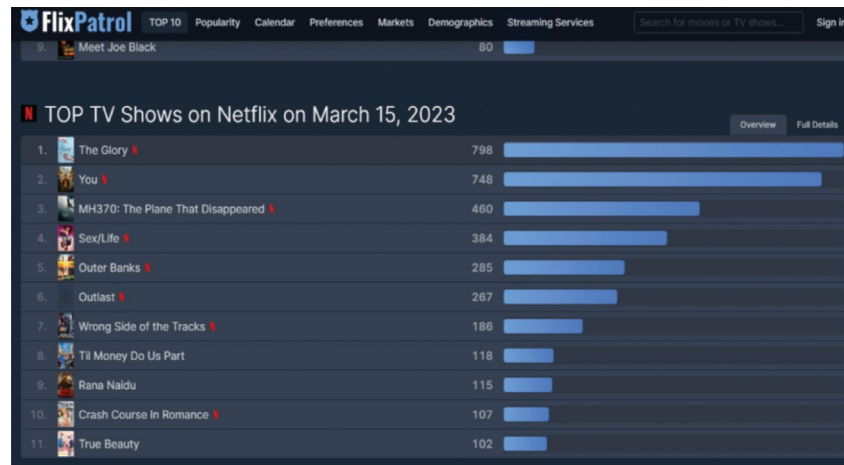 FlixPatrol TOP 10 Popularity Calendar Preferences Markets Demographics Streaming Services Search for movies or TV shows... Sign in
9. Meet Joe Black 80
N TOP TV Shows on Netflix on March 15, 2023
Overview Full Details
1. The Glory N 798
2. You N 748
3. MH370: The Plane That Disappeared N 460
4. Sex/Life N 384
5. Outer Banks N 285
6. Outlast N 267
7. Wrong Side of the Tracks N 186
8. Til Money Do Us Part 118
9. Rana Naidu 115
10. Crash Course In Romance N 107
11. True Beauty 102